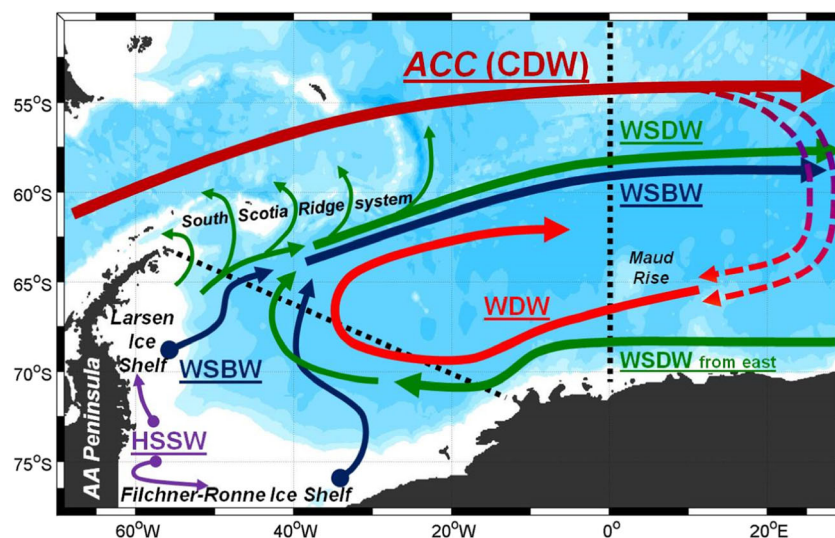 ACC (CDW)
55°S
WSDW
60°S
WSBW
South Scotia Ridge system
Maud
Rise
65°S
WDW
Larsen
Ice
Shelf
WSBW
WSDW from east
70°S
AA Peninsula
HSSW
75°S
Filchner-Ronne Ice Shelf
60°W
40°W
20°W
0°
20°E